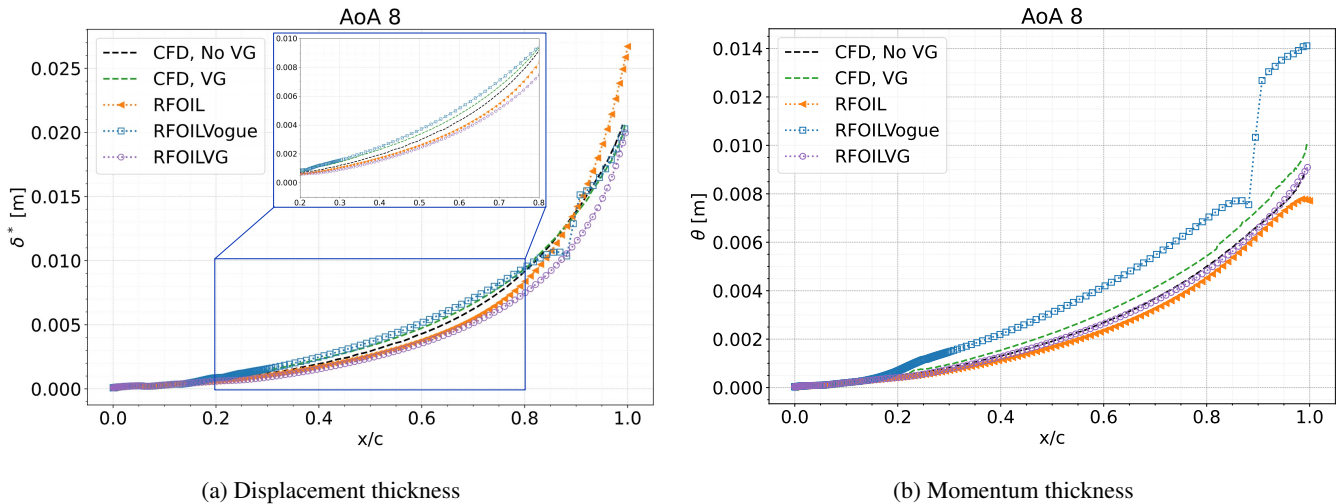 AoA 8
CFD, No VG
CFD, VG
RFOIL
RFOILVogue
RFOILVG
0.025
0.020
0.015
0.010
0.005
0.000
δ* [m]
0.010
0.008
0.006
0.004
0.002
0.000
0.2 0.3 0.4 0.5 0.6 0.7 0.8
0.0 0.2 0.4 0.6 0.8 1.0
x/c
(a) Displacement thickness
AoA 8
CFD, No VG
CFD, VG
RFOIL
RFOILVogue
RFOILVG
0.014
0.012
0.010
0.008
0.006
0.004
0.002
0.000
θ [m]
0.0 0.2 0.4 0.6 0.8 1.0
x/c
(b) Momentum thickness